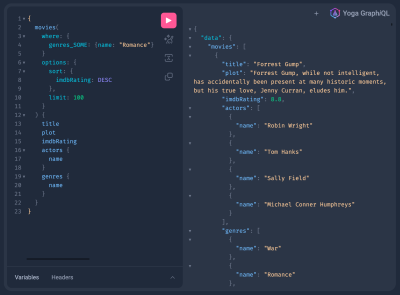 Yoga GraphiQL
1 {
2 movies(
3 where: {
4 genres_SOME: {name: "Romance"}
5 }
6 options: {
7 sort: {
8 imdbRating: DESC
9 },
10 limit: 100
11 }
12 ) {
13 title
14 plot
15 imdbRating
16 actors {
17 name
18 }
19 genres {
20 name
21 }
22 }
23 }
Variables Headers
{
"data": {
"movies": [
{
"title": "Forrest Gump",
"plot": "Forrest Gump, while not intelligent,
has accidentally been present at many historic moments,
but his true love, Jenny Curran, eludes him.",
"imdbRating": 8.8,
"actors": [
{
"name": "Robin Wright"
},
{
"name": "Tom Hanks"
},
{
"name": "Sally Field"
},
{
"name": "Michael Conner Humphreys"
}
],
"genres": [
{
"name": "War"
},
{
"name": "Romance"